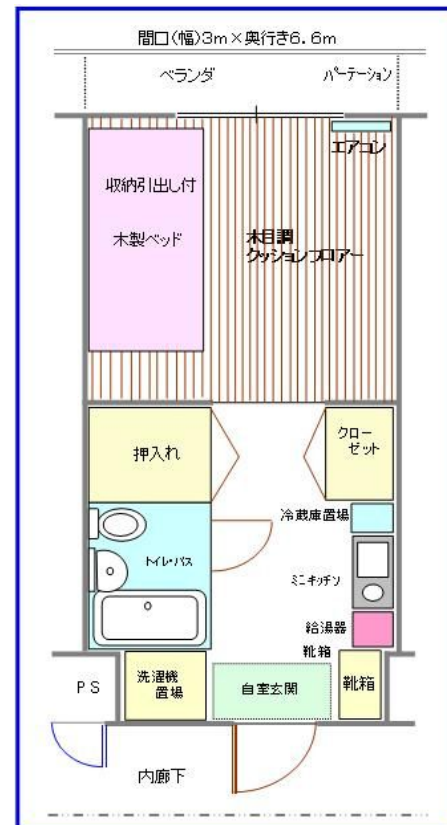 間口(幅)3m×奥行き6.6m
ベランダ
パーテーション
エアコン
収納引出し付
木製ベッド
木目調
クッションフロアー
押入れ
クロー
ゼット
冷蔵庫置場
トイレ・バス
ミニキッチン
給湯器
靴箱
PS
洗濯機
置場
自室玄関
靴箱
内廊下